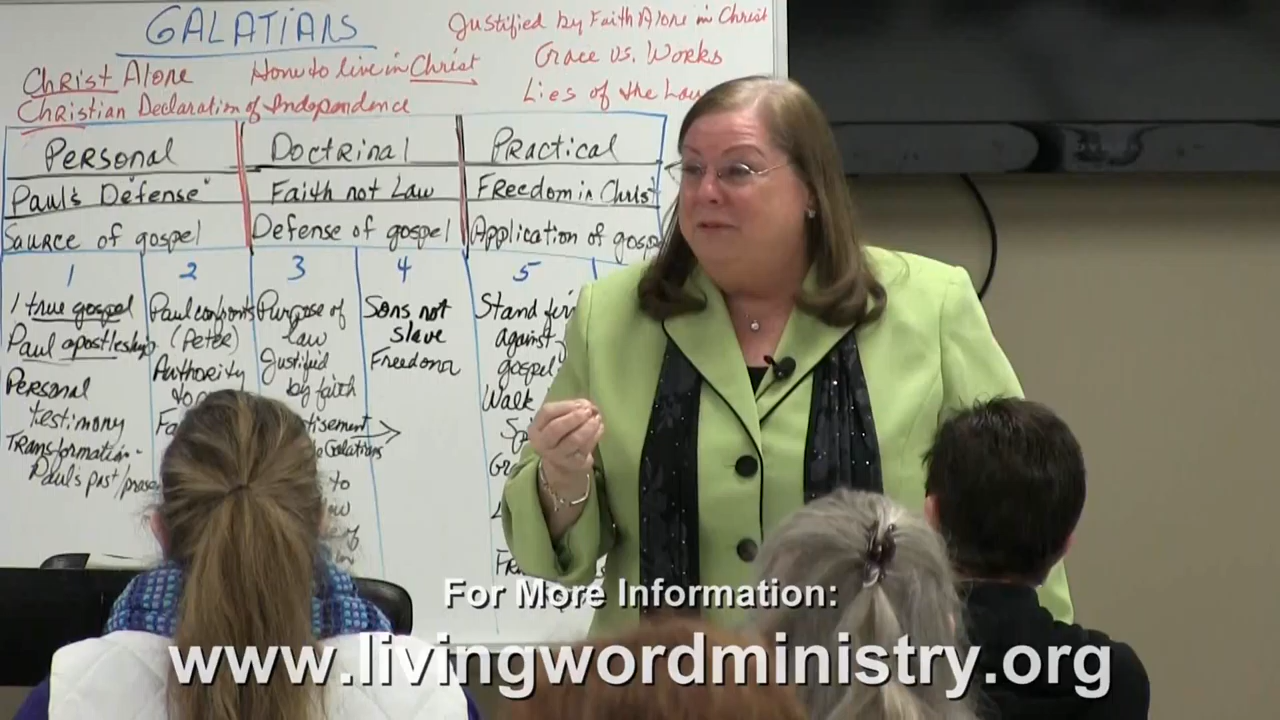 GALATIANS
Justified by Faith Alone in Christ
Christ Alone
How to live in Christ
Grace vs. Works
Christian Declaration of Independence
Lies of the Law
Personal
Doctrinal
Practical
Paul's Defense"
Faith not Law
Freedom in Christ
Source of gospel
Defense of gospel
Application of
1
2
3
4
5
1 true gospel
Paul apostleship
Personal
testimony
Transformation-
Paul's past/
Paul confronts
(Peter)
Authority
Purpose of
law
Justified
by faith
to
of
Sons not
slave
Freedom
Stand
against
gospel
Walk
For More Information:
www.livingwordministry.org